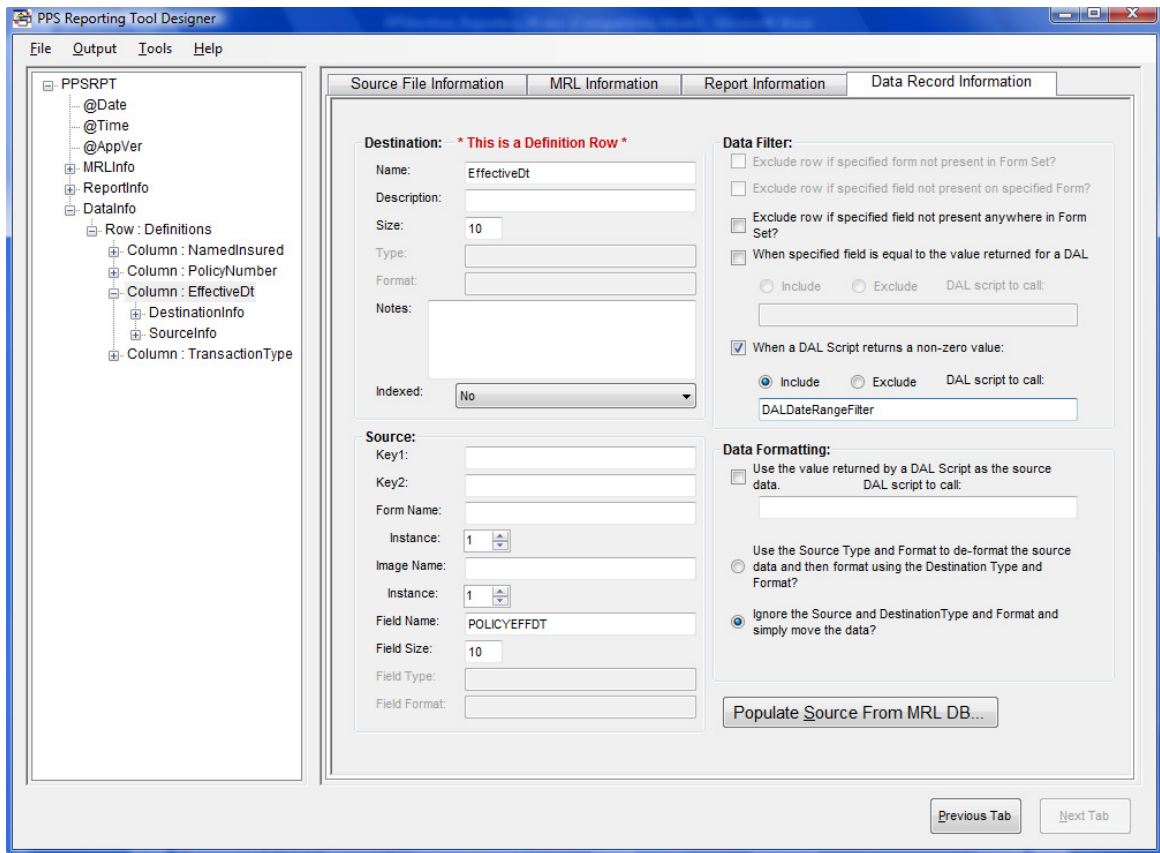 PPS Reporting Tool Designer
File Output Tools Help
PPSRPT
@Date
@Time
@AppVer
MRLInfo
ReportInfo
DataInfo
Row : Definitions
Column : NamedInsured
Column : PolicyNumber
Column : EffectiveDt
DestinationInfo
SourceInfo
Column : TransactionType
Source File Information
MRL Information
Report Information
Data Record Information
Destination: * This is a Definition Row *
Name: EffectiveDt
Description:
Size: 10
Type:
Format:
Notes:
Indexed: No
Source:
Key1:
Key2:
Form Name:
Instance: 1
Image Name:
Instance: 1
Field Name: POLICYEFFDT
Field Size: 10
Field Type:
Field Format:
Data Filter:
Exclude row if specified form not present in Form Set?
Exclude row if specified field not present on specified Form?
Exclude row if specified field not present anywhere in Form
Set?
When specified field is equal to the value returned for a DAL
Include Exclude DAL script to call:
When a DAL Script returns a non-zero value:
Include Exclude DAL script to call:
DALDateRangeFilter
Data Formatting:
Use the value returned by a DAL Script as the source
data. DAL script to call:
Use the Source Type and Format to de-format the source
data and then format using the Destination Type and
Format?
Ignore the Source and DestinationType and Format and
simply move the data?
Populate Source From MRL DB...
Previous Tab
Next Tab